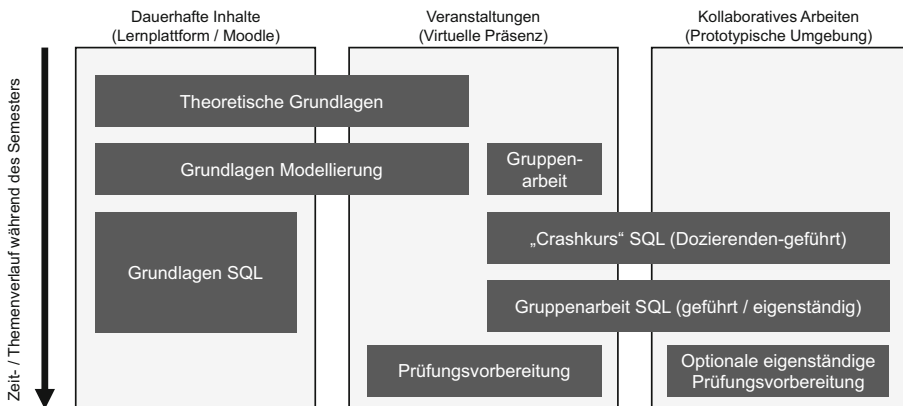 Dauerhafte Inhalte
(Lernplattform / Moodle)
Veranstaltungen
(Virtuelle Präsenz)
Kollaboratives Arbeiten
(Prototypische Umgebung)
Zeit- / Themenverlauf während des Semesters
Theoretische Grundlagen
Grundlagen Modellierung
Gruppen-
arbeit
Grundlagen SQL
„Crashkurs“ SQL (Dozierenden-geführt)
Gruppenarbeit SQL (geführt / eigenständig)
Prüfungsvorbereitung
Optionale eigenständige
Prüfungsvorbereitung